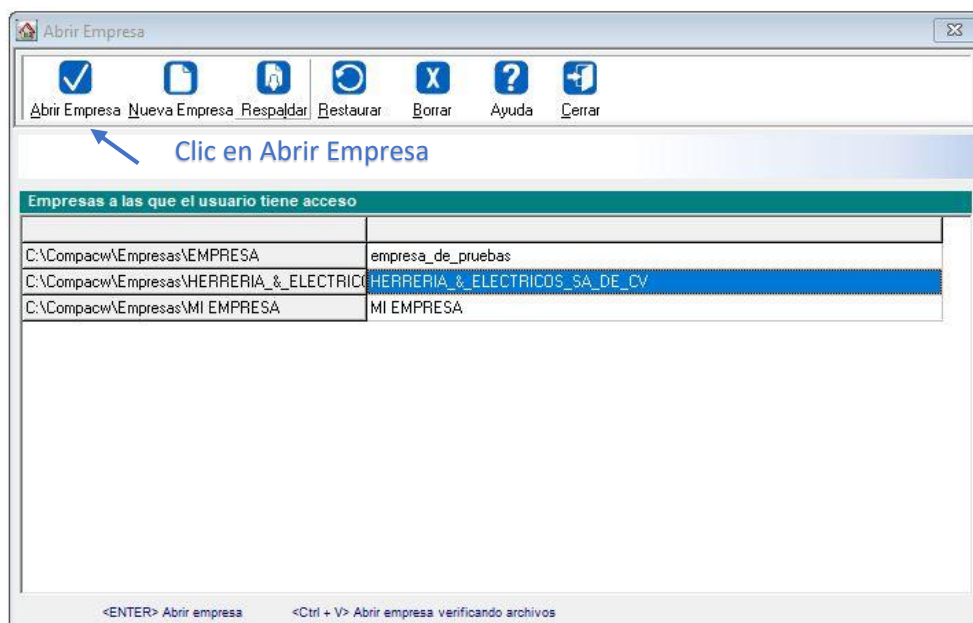 Abrir Empresa
Abrir Empresa Nueva Empresa Respaldar Restaurar Borrar Ayuda Cerrar
Clic en Abrir Empresa
Empresas a las que el usuario tiene acceso
C:\Compacw\Empresas\EMPRESA empresa_de_pruebas
C:\Compacw\Empresas\HERRERIA_&_ELECTRIC HERRERIA_&_ELECTRICOS_SA_DE_CV
C:\Compacw\Empresas\MI EMPRESA MI EMPRESA
<ENTER> Abrir empresa <Ctrl + V> Abrir empresa verificando archivos